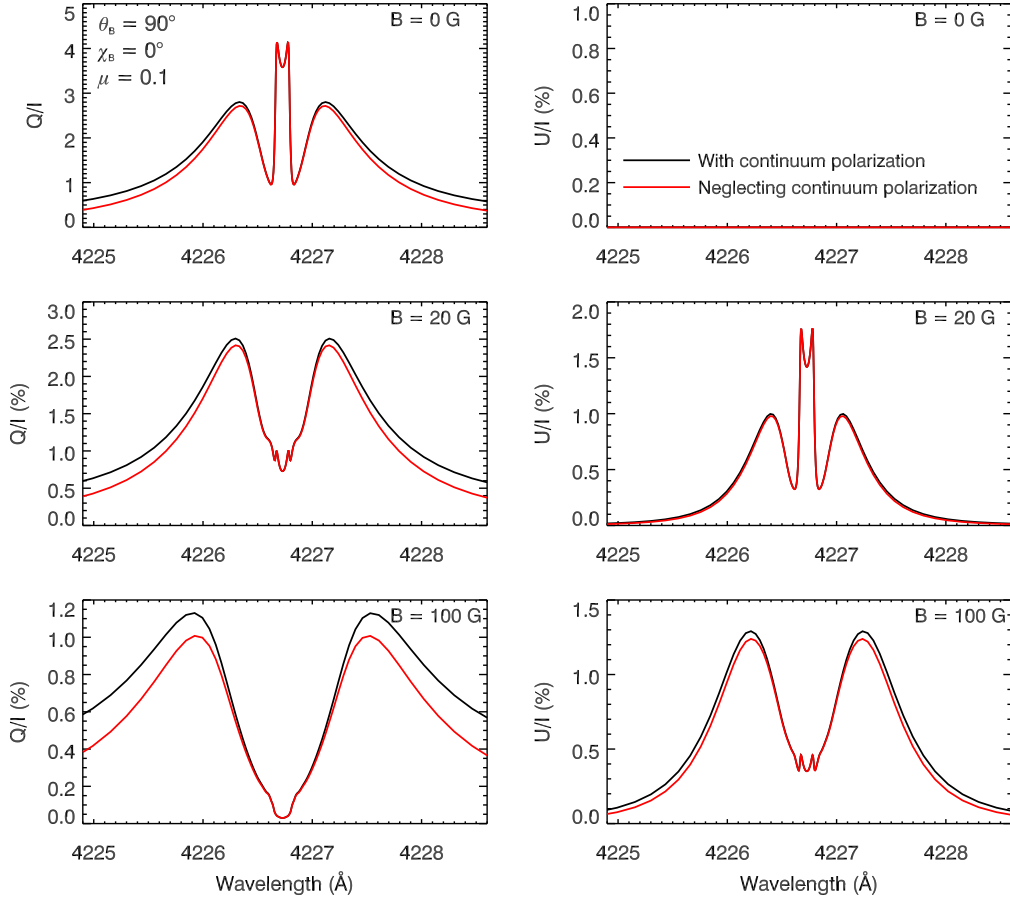 θB = 90°
χB = 0°
μ = 0.1
B = 0 G
Q/I
5
4
3
2
1
0
4225 4226 4227 4228
B = 0 G
U/I (%)
1.0
0.8
0.6
0.4
0.2
0.0
With continuum polarization
Neglecting continuum polarization
4225 4226 4227 4228
B = 20 G
Q/I (%)
3.0
2.5
2.0
1.5
1.0
0.5
0.0
4225 4226 4227 4228
B = 20 G
U/I (%)
2.0
1.5
1.0
0.5
0.0
4225 4226 4227 4228
B = 100 G
Q/I (%)
1.2
1.0
0.8
0.6
0.4
0.2
0.0
4225 4226 4227 4228
Wavelength (Å)
B = 100 G
U/I (%)
1.5
1.0
0.5
0.0
4225 4226 4227 4228
Wavelength (Å)